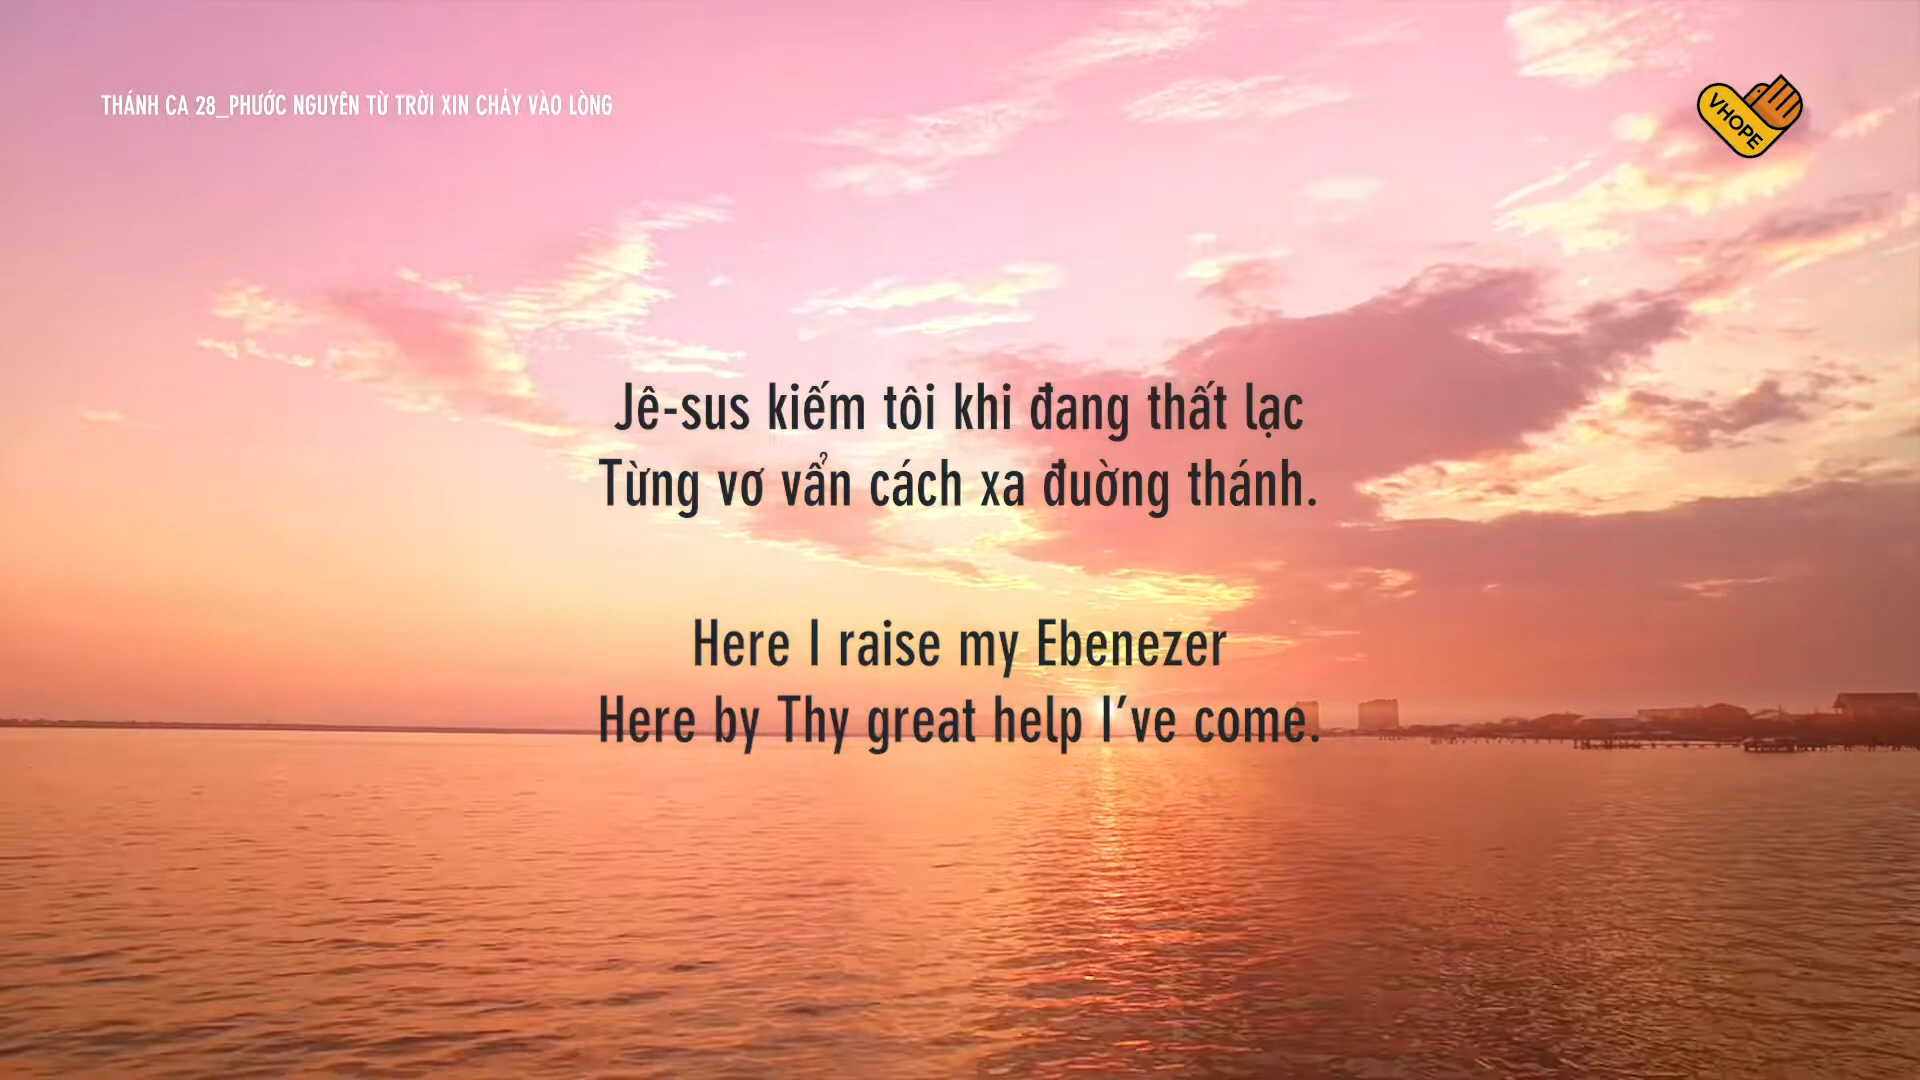 THÁNH CA 28_PHƯỚC NGUYÊN TỪ TRỜI XIN CHẢY VÀO LÒNG
VHOPE
Jê-sus kiếm tôi khi đang thất lạc
Từng vơ vẩn cách xa đuờng thánh.
Here I raise my Ebenezer
Here by Thy great help I’ve come.